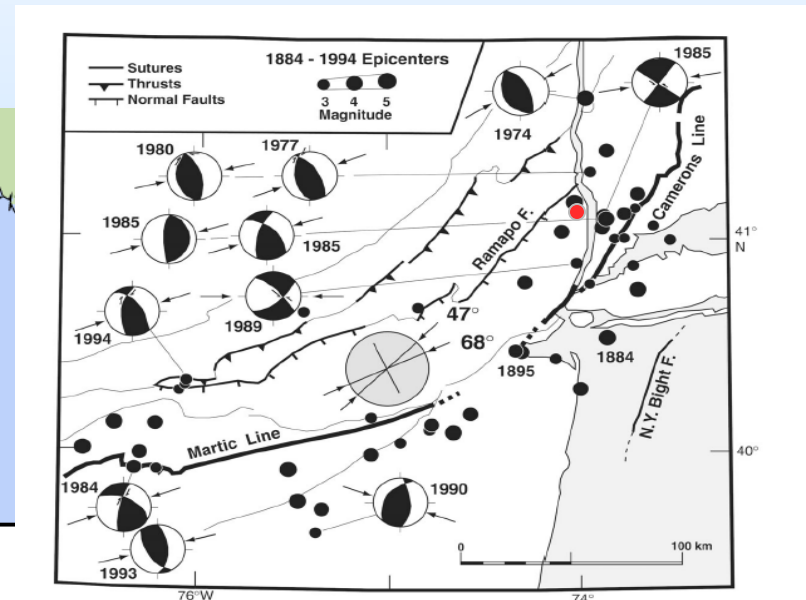 1884 - 1994 Epicenters
Sutures
Thrusts
Normal Faults
3 4 5
Magnitude
1985
1974
1980
1977
1985
1985
Camerons Line
Ramapo F.
41°
N
1994
1989
47°
68°
1895
1884
N.Y. Bight F.
Martic Line
40°
1984
1990
1993
0
100 km
76°W
74°